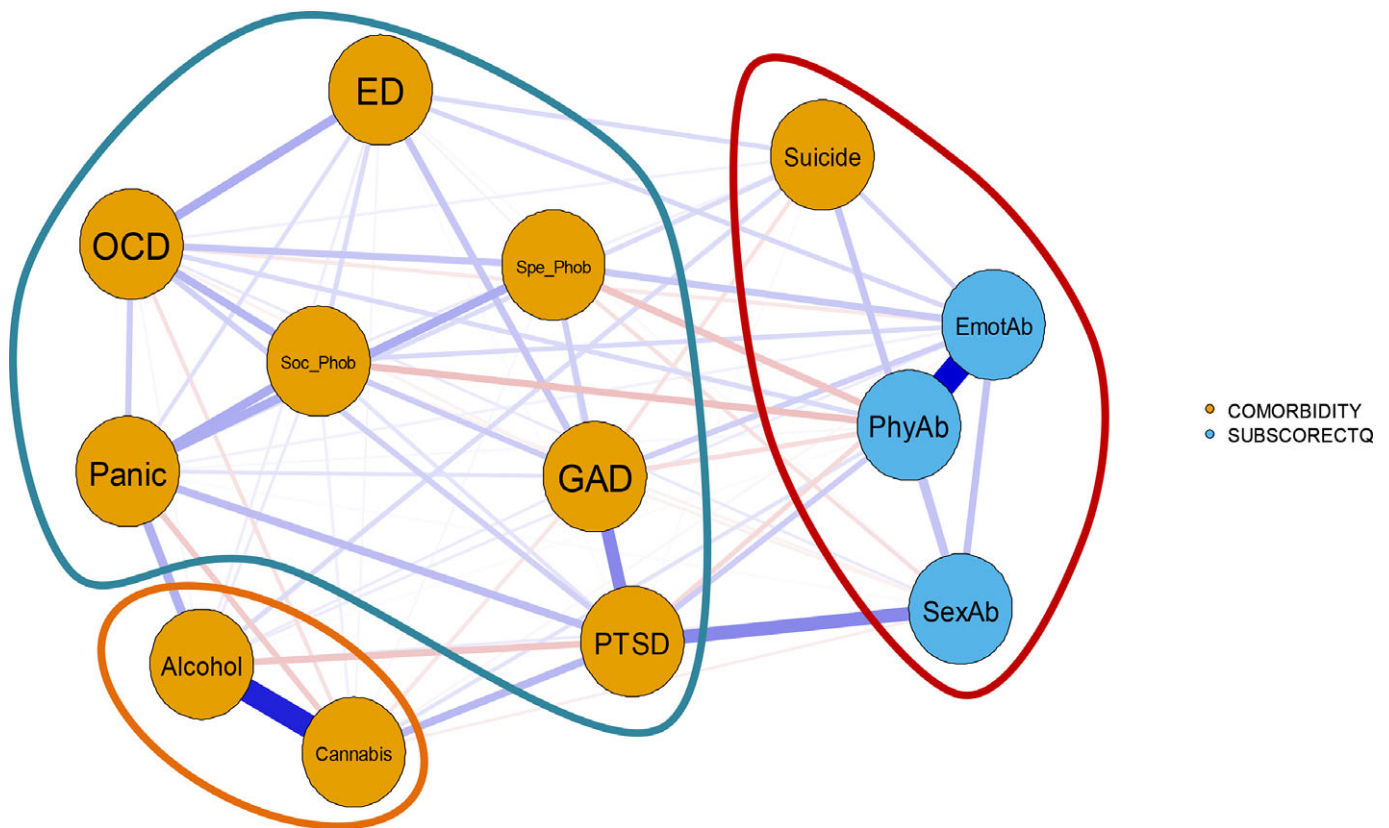 ED
Suicide
OCD
Spe_Phob
EmotAb
Soc_Phob
PhyAb
COMORBIDITY
SUBSCORECTQ
Panic
GAD
SexAb
PTSD
Alcohol
Cannabis